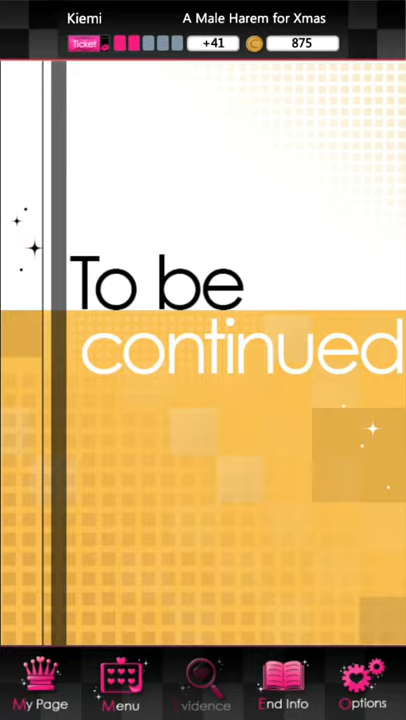 Kiemi A Male Harem for Xmas
Ticket +41 875
To be
continued
My Page Menu Evidence End Info Options